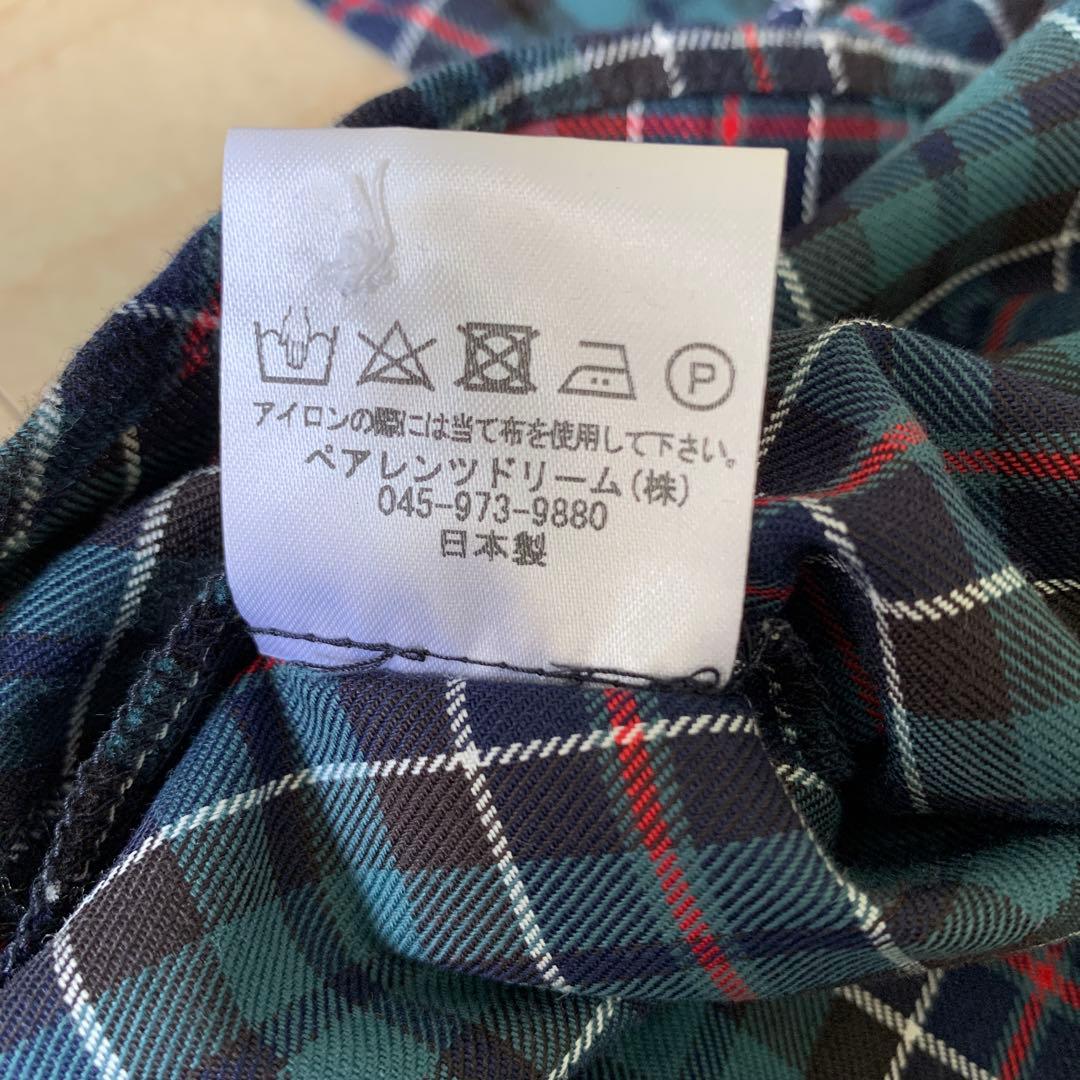 P
アイロンの際には当て布を使用して下さい。
ペアレンツドリーム(株)
045-973-9880
日本製